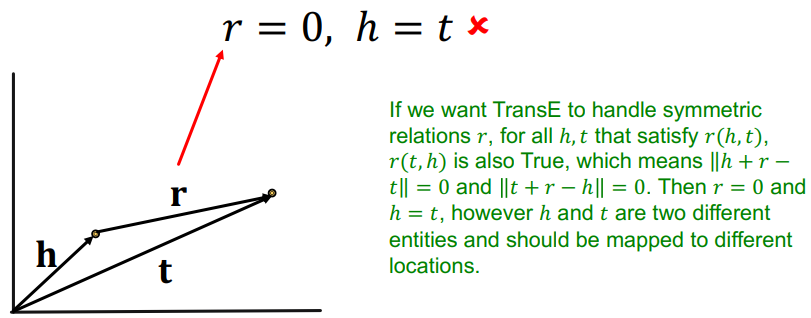 r = 0, h = t ✘
If we want TransE to handle symmetric
relations r, for all h, t that satisfy r(h, t),
r(t, h) is also True, which means ‖h + r −
t‖ = 0 and ‖t + r − h‖ = 0. Then r = 0 and
h = t, however h and t are two different
entities and should be mapped to different
locations.
r
h
t